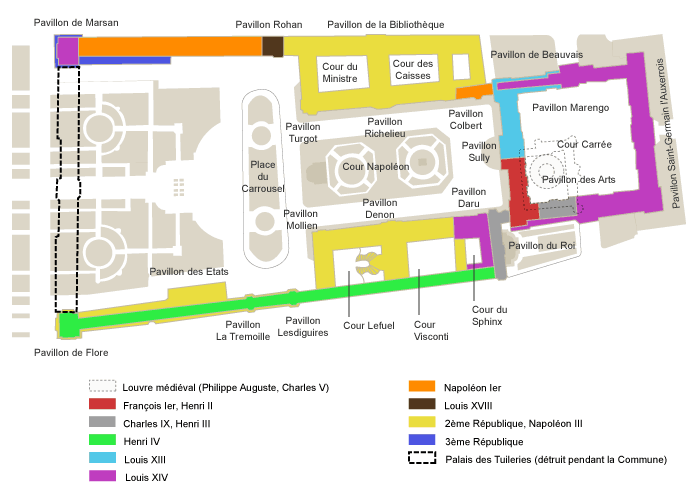 Pavillon de Marsan
Pavillon Rohan
Pavillon de la Bibliothèque
Pavillon de Beauvais
Cour du
Ministre
Cour des
Caisses
Pavillon
Colbert
Pavillon Marengo
Pavillon Saint-Germain l'Auxerrois
Pavillon
Turgot
Pavillon
Richelieu
Pavillon
Sully
Cour Carrée
Place
du
Carrousel
Cour Napoléon
Pavillon des Arts
Pavillon
Mollien
Pavillon
Denon
Pavillon
Daru
Pavillon du Roi
Pavillon des Etats
Pavillon
La Tremoille
Pavillon
Lesdiguires
Cour Lefuel
Cour
Visconti
Cour du
Sphinx
Pavillon de Flore
Louvre médiéval (Philippe Auguste, Charles V)
François Ier, Henri II
Charles IX, Henri III
Henri IV
Louis XIII
Louis XIV
Napoléon Ier
Louis XVIII
2ème République, Napoléon III
3ème République
Palais des Tuileries (détruit pendant la Commune)